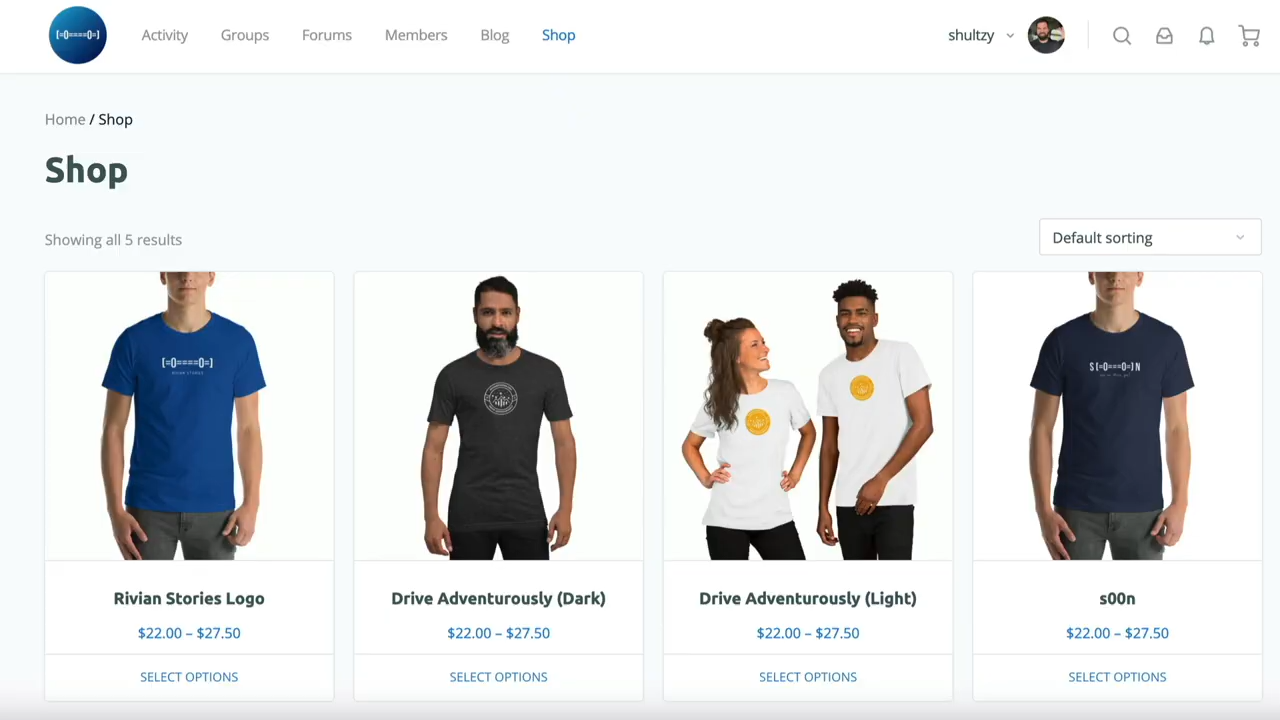 [=0====0=]
Activity
Groups
Forums
Members
Blog
Shop
shultzy
Home / Shop
Shop
Showing all 5 results
Default sorting
[=0====0=]
RIVIAN STORIES
S[=0===0=]N
Rivian Stories Logo
Drive Adventurously (Dark)
Drive Adventurously (Light)
s00n
$22.00 – $27.50
$22.00 – $27.50
$22.00 – $27.50
$22.00 – $27.50
SELECT OPTIONS
SELECT OPTIONS
SELECT OPTIONS
SELECT OPTIONS